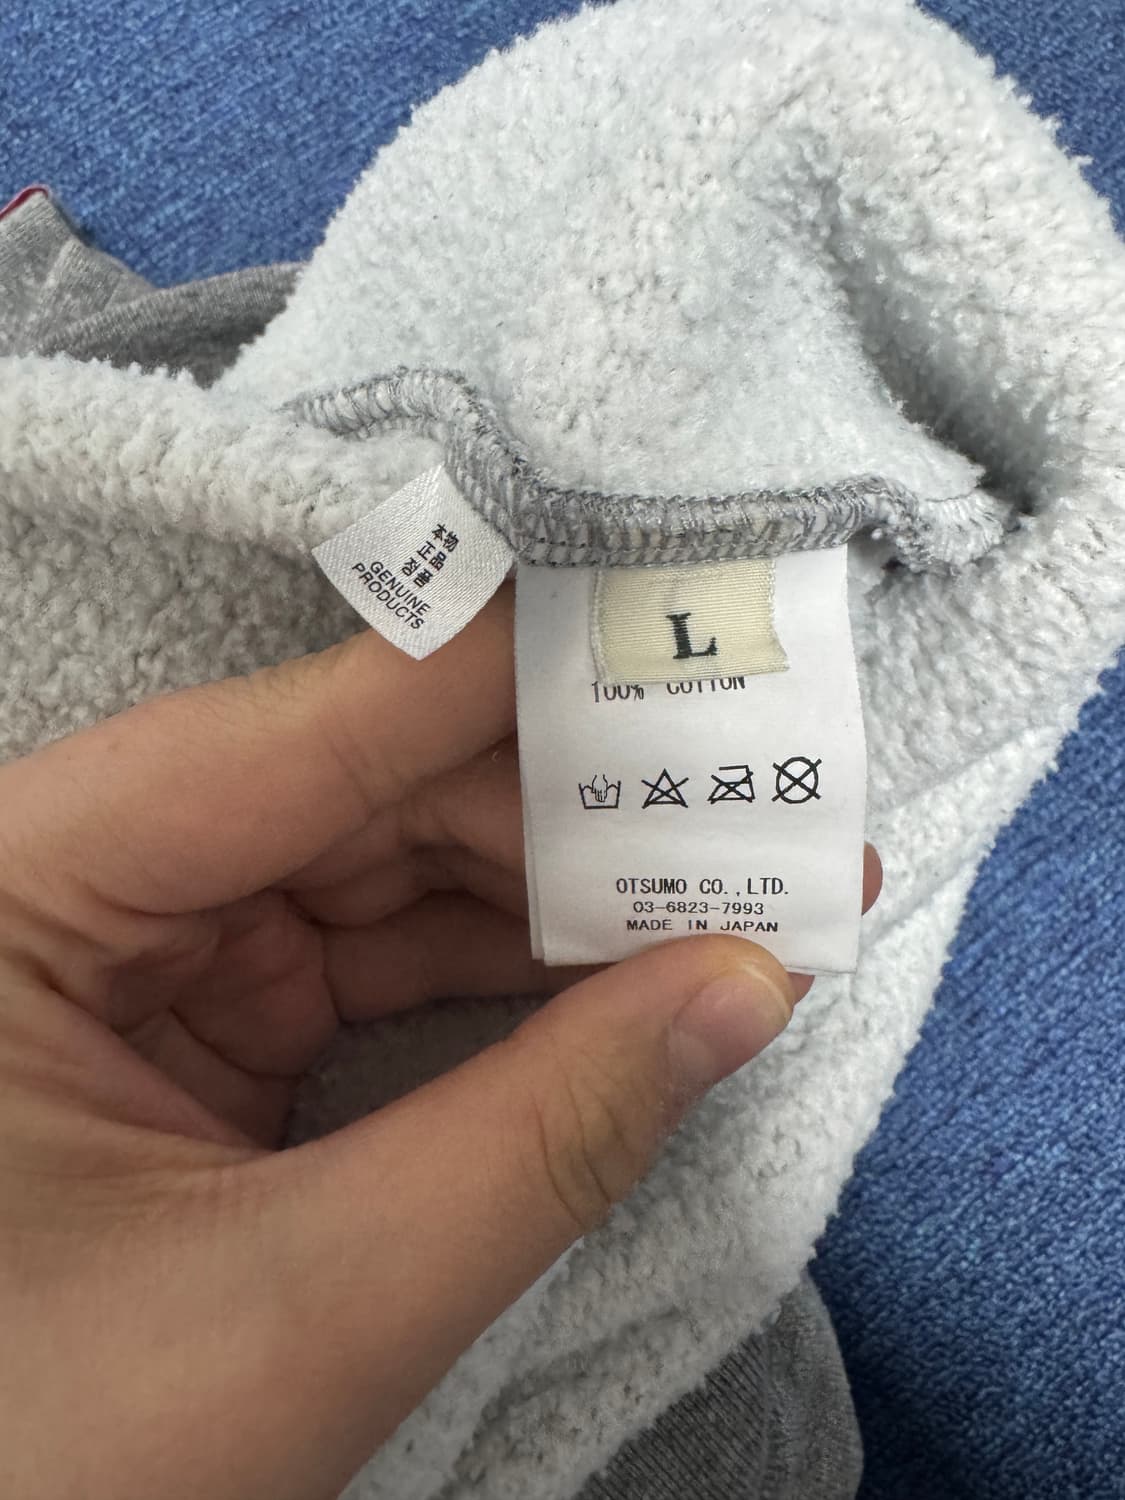 本物
正品
정품
GENUINE
PRODUCTS
L
100% COTTON
OTSUMO CO.,LTD.
03-6823-7993
MADE IN JAPAN